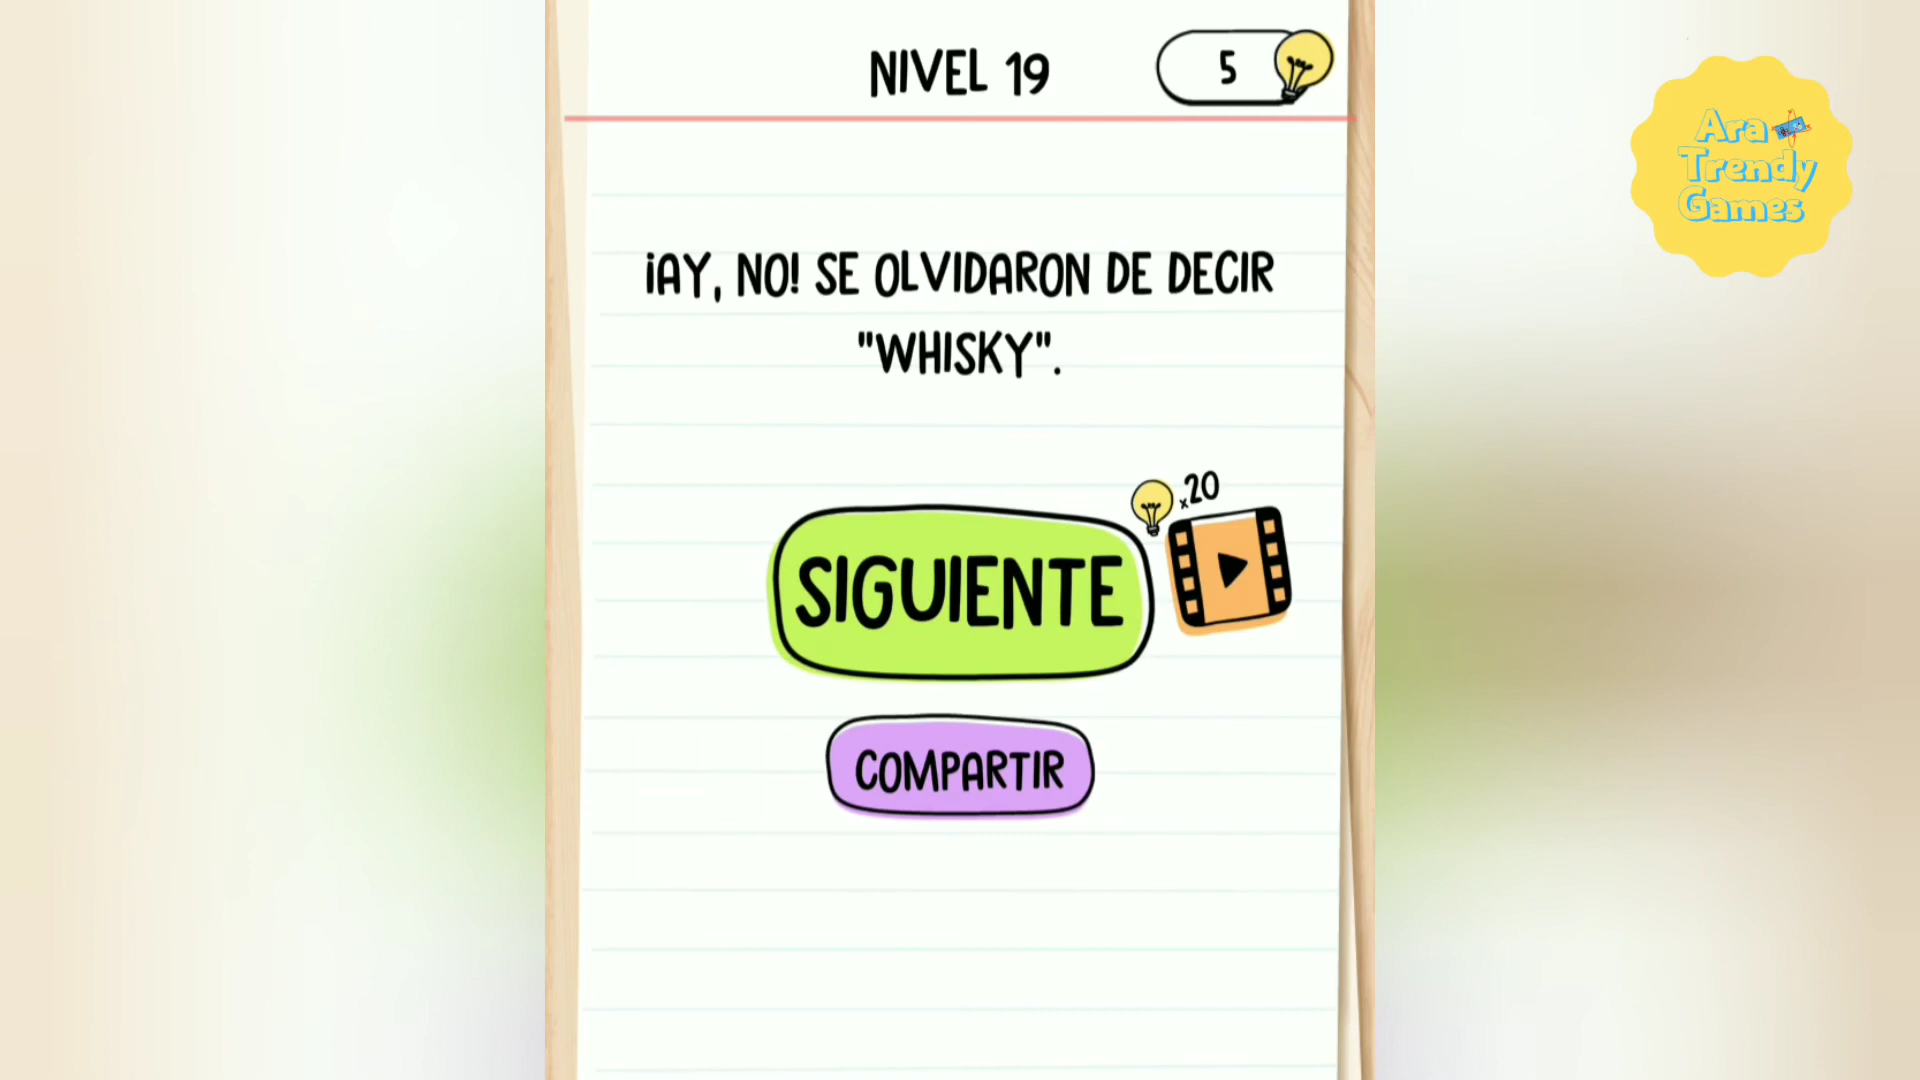 NIVEL 19
5
¡AY, NO! SE OLVIDARON DE DECIR
"WHISKY".
x20
SIGUIENTE
COMPARTIR
Ara
Trendy
Games